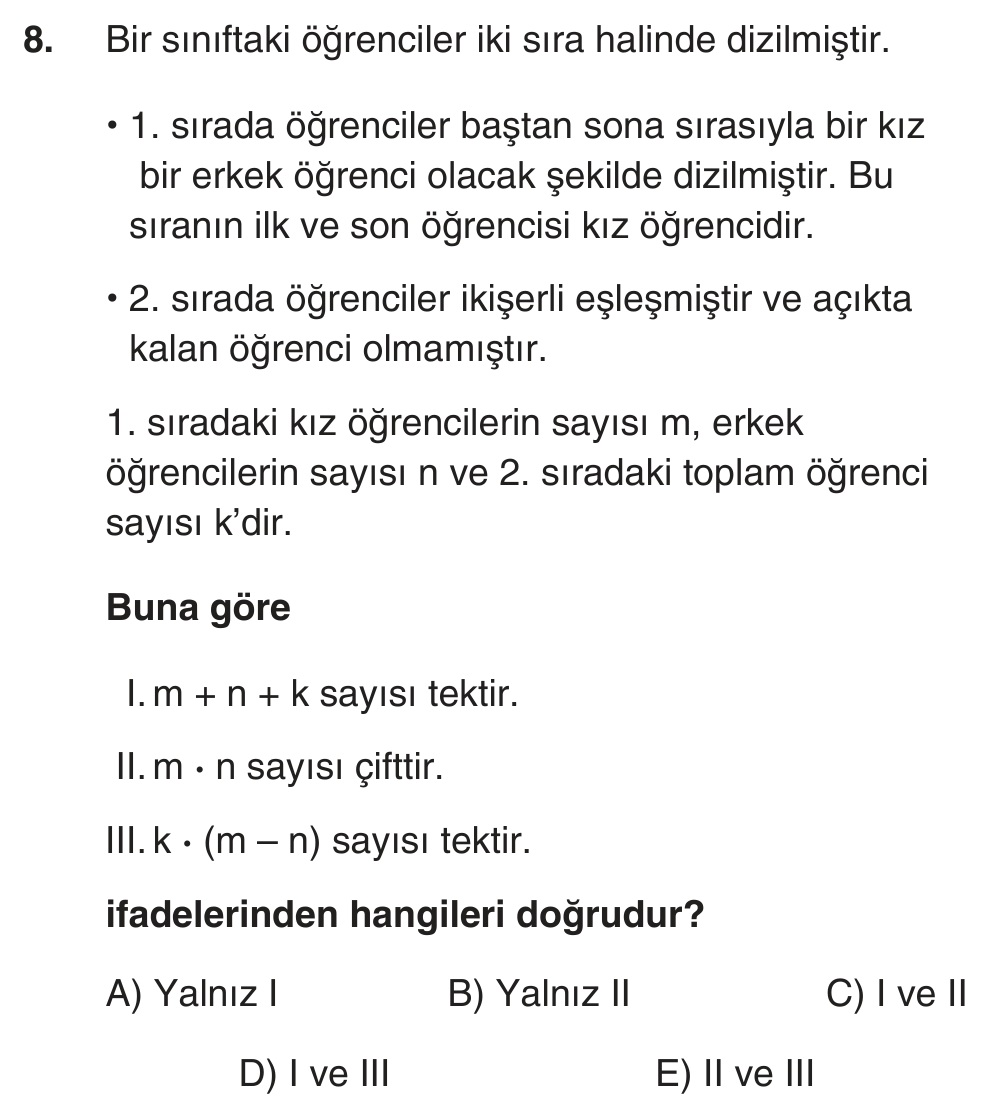 8. Bir sınıftaki öğrenciler iki sıra halinde dizilmiştir.
• 1. sırada öğrenciler baştan sona sırasıyla bir kız
bir erkek öğrenci olacak şekilde dizilmiştir. Bu
sıranın ilk ve son öğrencisi kız öğrencidir.
• 2. sırada öğrenciler ikişerli eşleşmiştir ve açıkta
kalan öğrenci olmamıştır.
1. sıradaki kız öğrencilerin sayısı m, erkek
öğrencilerin sayısı n ve 2. sıradaki toplam öğrenci
sayısı k’dir.
Buna göre
I. m + n + k sayısı tektir.
II. m · n sayısı çifttir.
III. k · (m – n) sayısı tektir.
ifadelerinden hangileri doğrudur?
A) Yalnız I B) Yalnız II C) I ve II
D) I ve III E) II ve III